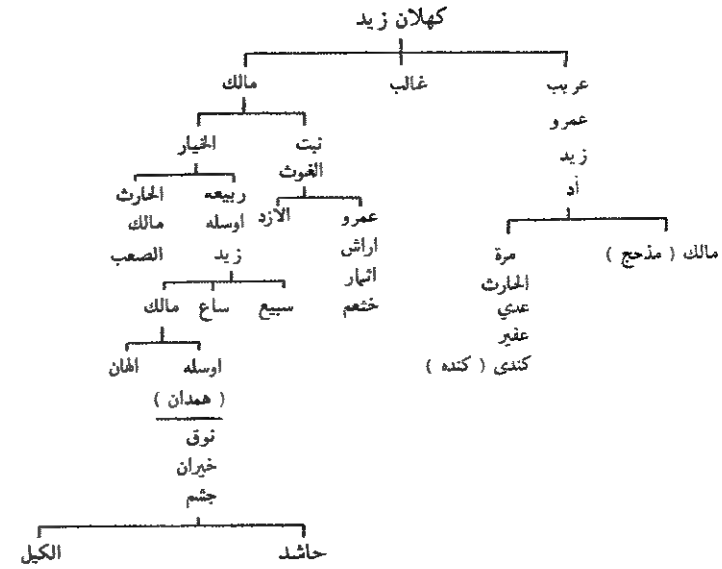 كهلان زيد
عريب غالب مالك
عمرو
زيد
أد
نبت الخيار
الغوث
ربيعه الحارث
عمرو الازد
اوسله مالك
اراش
زيد الصعب
انمار
خثعم
مالك ( مذحج ) مرة
الحارث
عدي
عفير
كندى ( كنده )
سبيع ساع مالك
اوسله الهان
( همدان )
نوق
خيران
جشم
حاشد الكيل